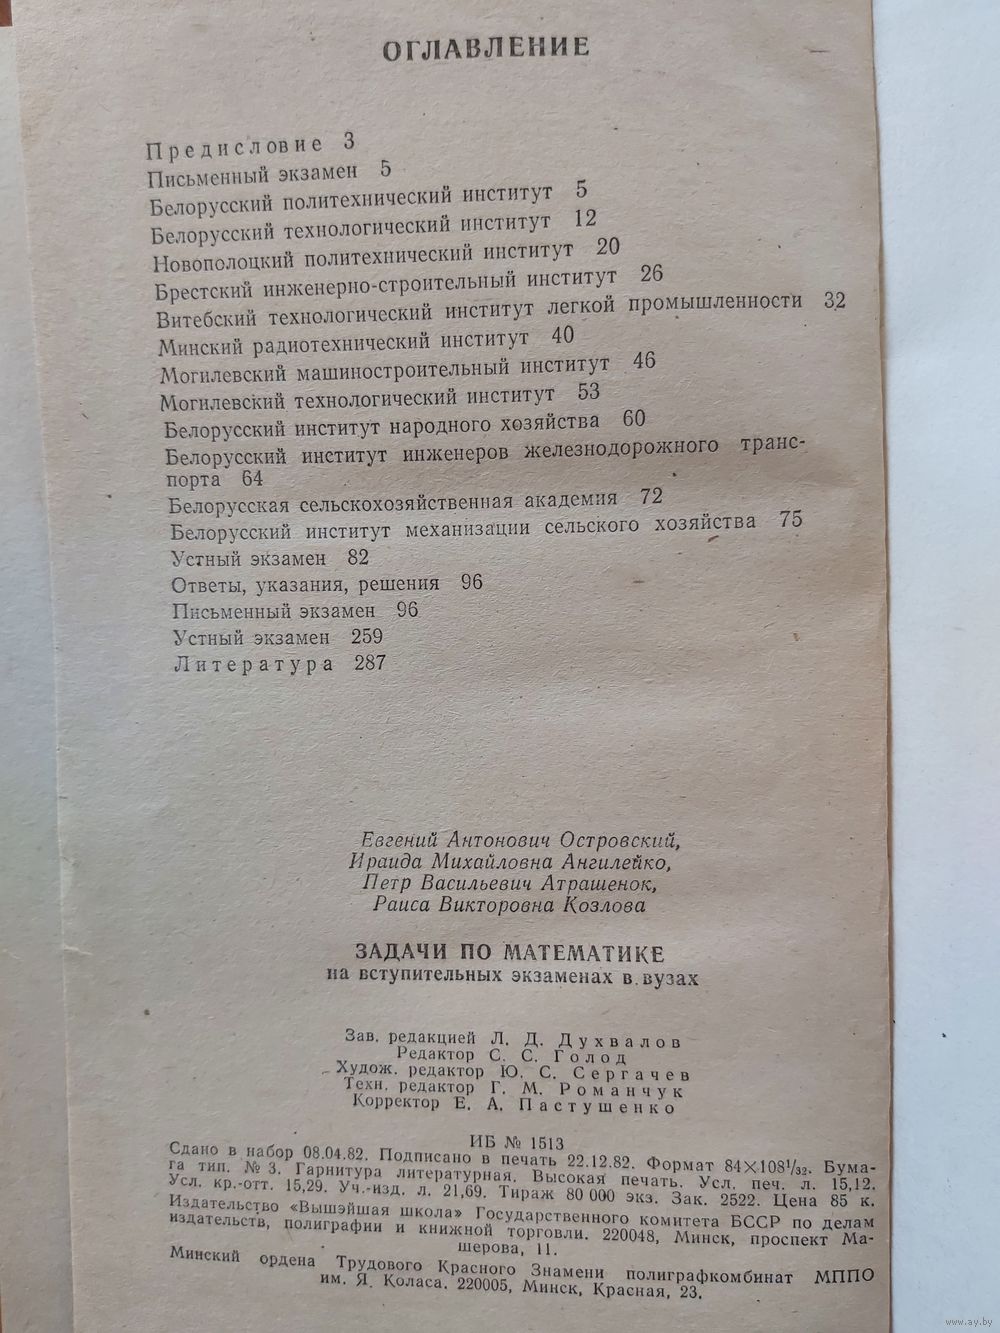 ОГЛАВЛЕНИЕ
Предисловие 3
Письменный экзамен 5
Белорусский политехнический институт 5
Белорусский технологический институт 12
Новополоцкий политехнический институт 20
Брестский инженерно-строительный институт 26
Витебский технологический институт легкой промышленности 32
Минский радиотехнический институт 40
Могилевский машиностроительный институт 46
Могилевский технологический институт 53
Белорусский институт народного хозяйства 60
Белорусский институт инженеров железнодорожного транс-
порта 64
Белорусская сельскохозяйственная академия 72
Белорусский институт механизации сельского хозяйства 75
Устный экзамен 82
Ответы, указания, решения 96
Письменный экзамен 96
Устный экзамен 259
Литература 287
Евгений Антонович Островский,
Ираида Михайловна Ангилейко,
Петр Васильевич Атрашенок,
Раиса Викторовна Козлова
ЗАДАЧИ ПО МАТЕМАТИКЕ
на вступительных экзаменах в вузах
Зав. редакцией Л. Д. Духвалов
Редактор С. С. Голод
Худож. редактор Ю. С. Сергачев
Техн. редактор Г. М. Романчук
Корректор Е. А. Пастушенко
ИБ № 1513
Сдано в набор 08.04.82. Подписано в печать 22.12.82. Формат 84×108¹/₃₂. Бума-
га тип. № 3. Гарнитура литературная. Высокая печать. Усл. печ. л. 15,12.
Усл. кр.-отт. 15,29. Уч.-изд. л. 21,69. Тираж 80 000 экз. Зак. 2522. Цена 85 к.
Издательство «Вышэйшая школа» Государственного комитета БССР по делам
издательств, полиграфии и книжной торговли. 220048, Минск, проспект Ма-
шерова, 11.
Минский ордена Трудового Красного Знамени полиграфкомбинат МППО
им. Я. Коласа. 220005, Минск, Красная, 23.
www.ay.by